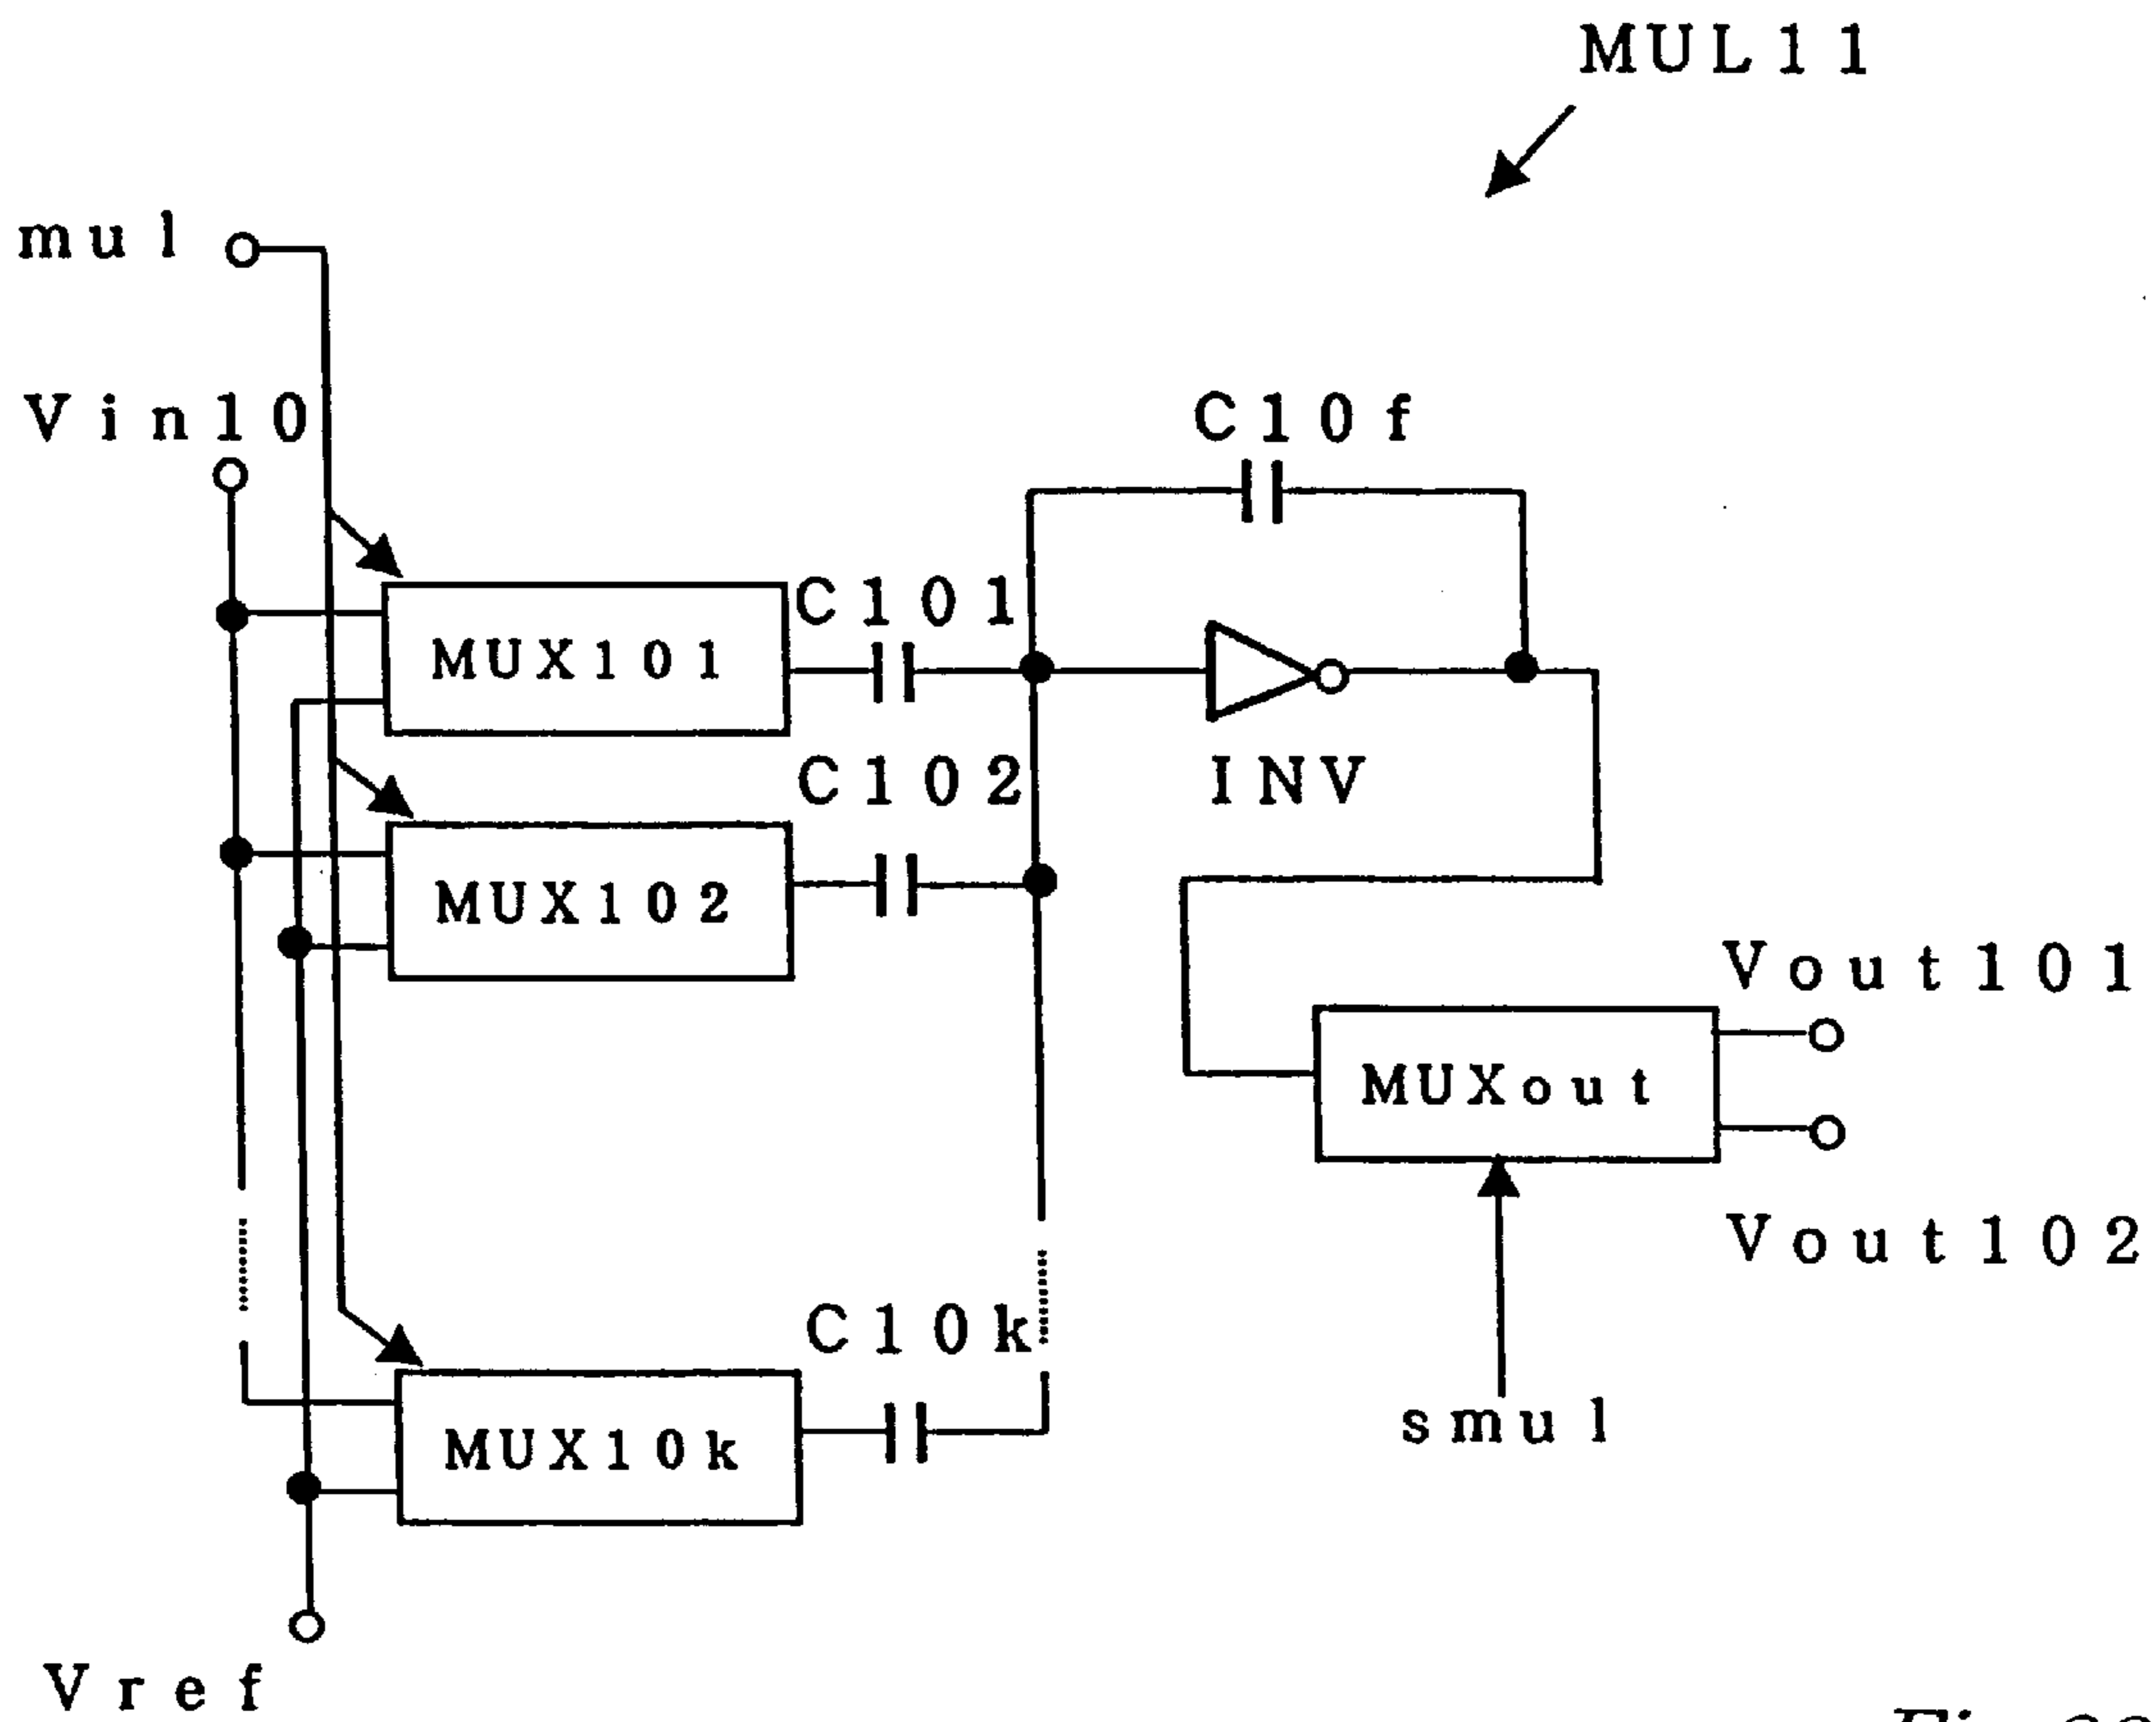 MUL11
mul
Vin10
C10f
MUX101
C101
INV
C102
MUX102
Vout101
MUXout
Vout102
C10k
MUX10k
smul
Vref